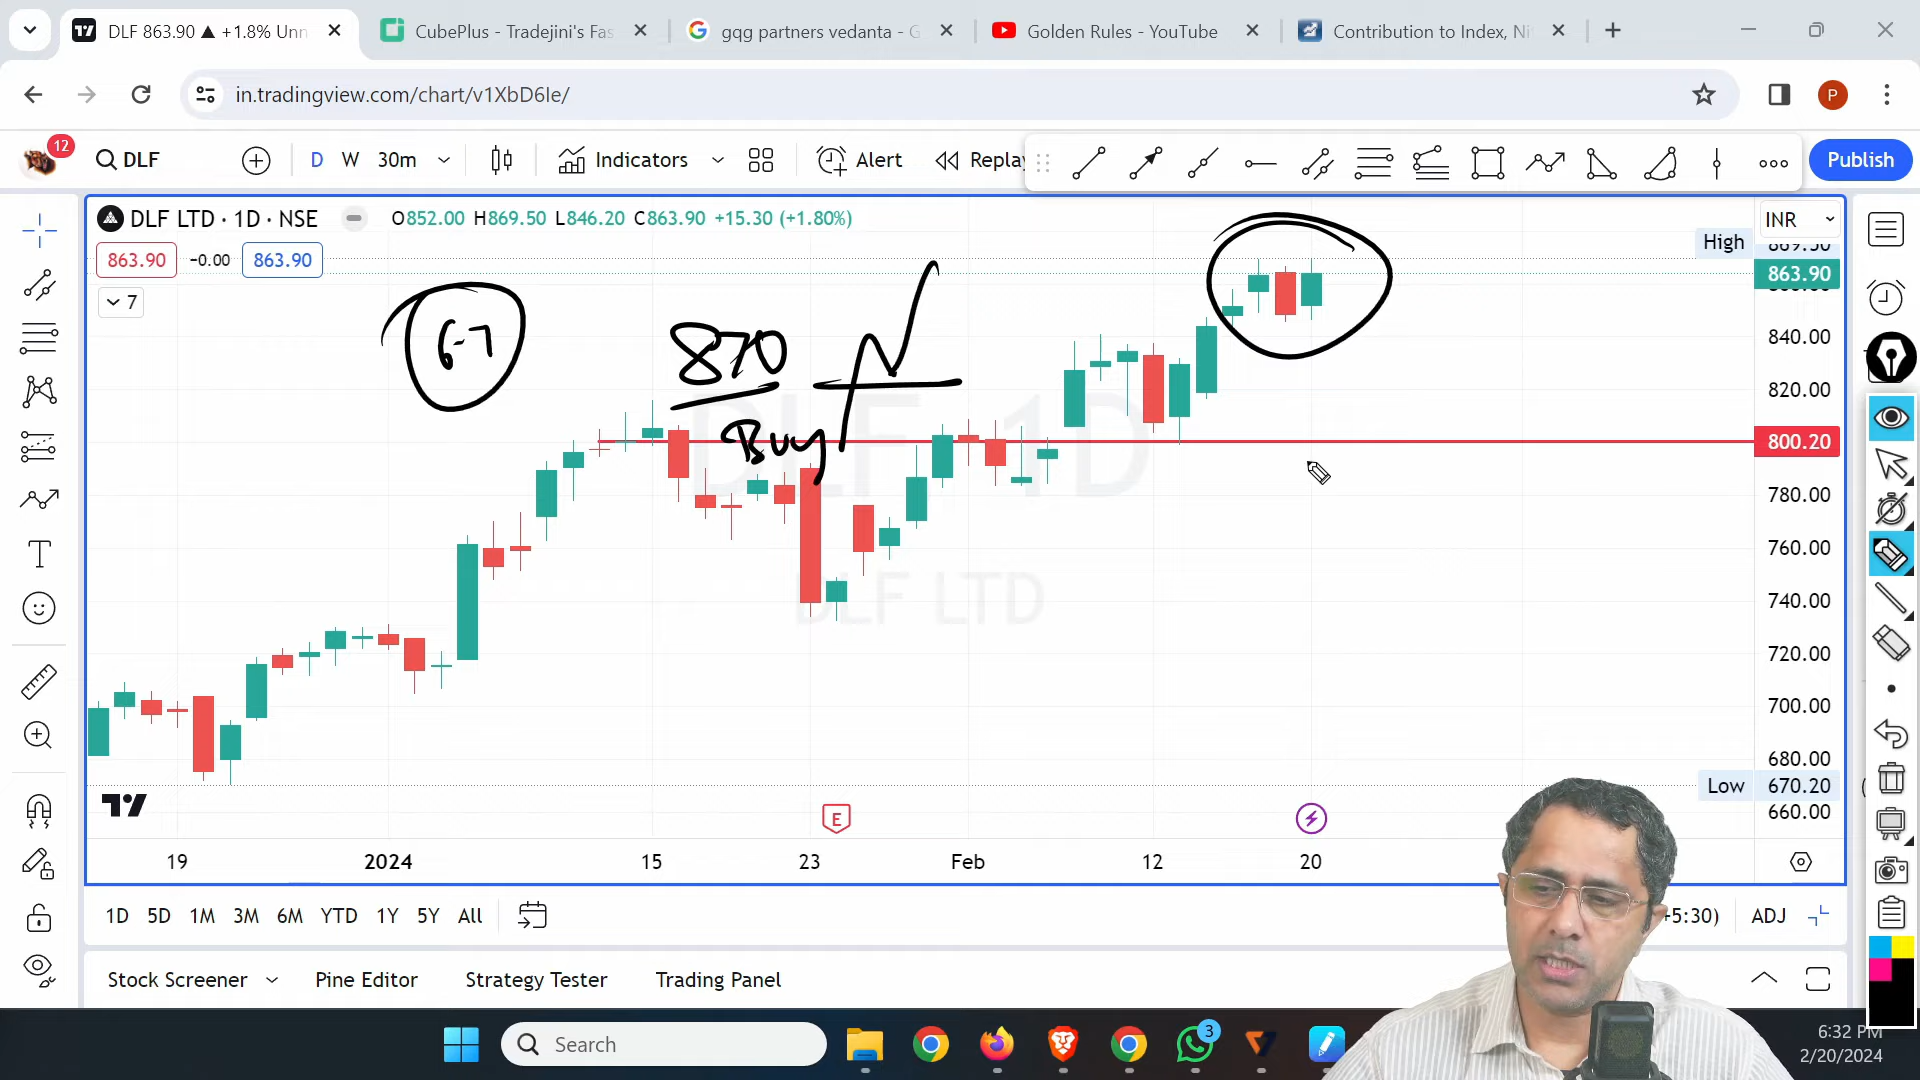 DLF 863.90 ▲ +1.8% Unn
CubePlus - Tradejini's Fas
gqg partners vedanta - G
Golden Rules - YouTube
Contribution to Index, Ni
in.tradingview.com/chart/v1XbD6Ie/
P
12
DLF
D W 30m
Indicators
Alert
Replay
Publish
DLF LTD · 1D · NSE
O852.00 H869.50 L846.20 C863.90 +15.30 (+1.80%)
INR
863.90 −0.00 863.90
High 869.50
863.90
7
6-7
870
Buy
DLF 1D
DLF LTD
840.00
820.00
800.20
780.00
760.00
740.00
720.00
700.00
680.00
Low 670.20
660.00
E
19 2024 15 23 Feb 12 20
1D 5D 1M 3M 6M YTD 1Y 5Y All
+5:30) ADJ
Stock Screener Pine Editor Strategy Tester Trading Panel
Search
3
6:32 PM
2/20/2024